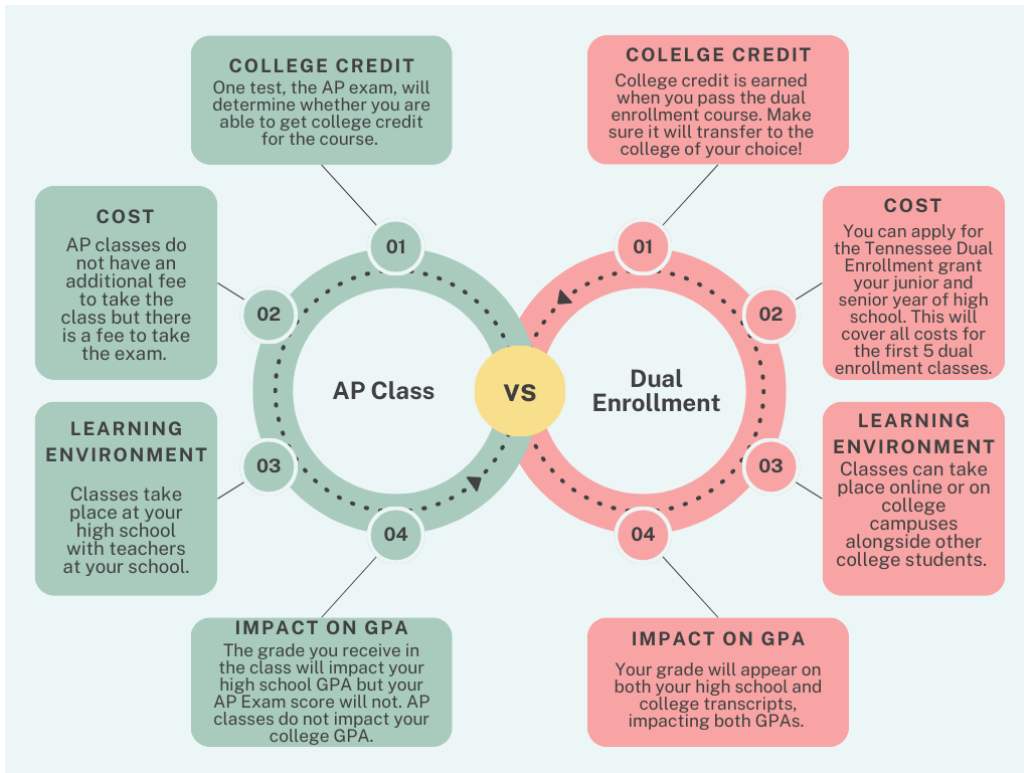 COLLEGE CREDIT
One test, the AP exam, will
determine whether you are
able to get college credit
for the course.
COST
AP classes do
not have an
additional fee
to take the
class but there
is a fee to take
the exam.
LEARNING
ENVIRONMENT
Classes take
place at your
high school
with teachers
at your school.
IMPACT ON GPA
The grade you receive in
the class will impact your
high school GPA but your
AP Exam score will not. AP
classes do not impact your
college GPA.
01
02
03
04
AP Class
VS
Dual
Enrollment
01
02
03
04
COLELGE CREDIT
College credit is earned
when you pass the dual
enrollment course. Make
sure it will transfer to the
college of your choice!
COST
You can apply for
the Tennessee Dual
Enrollment grant
your junior and
senior year of high
school. This will
cover all costs for
the first 5 dual
enrollment classes.
LEARNING
ENVIRONMENT
Classes can take
place online or on
college
campuses
alongside other
college students.
IMPACT ON GPA
Your grade will appear on
both your high school and
college transcripts,
impacting both GPAs.